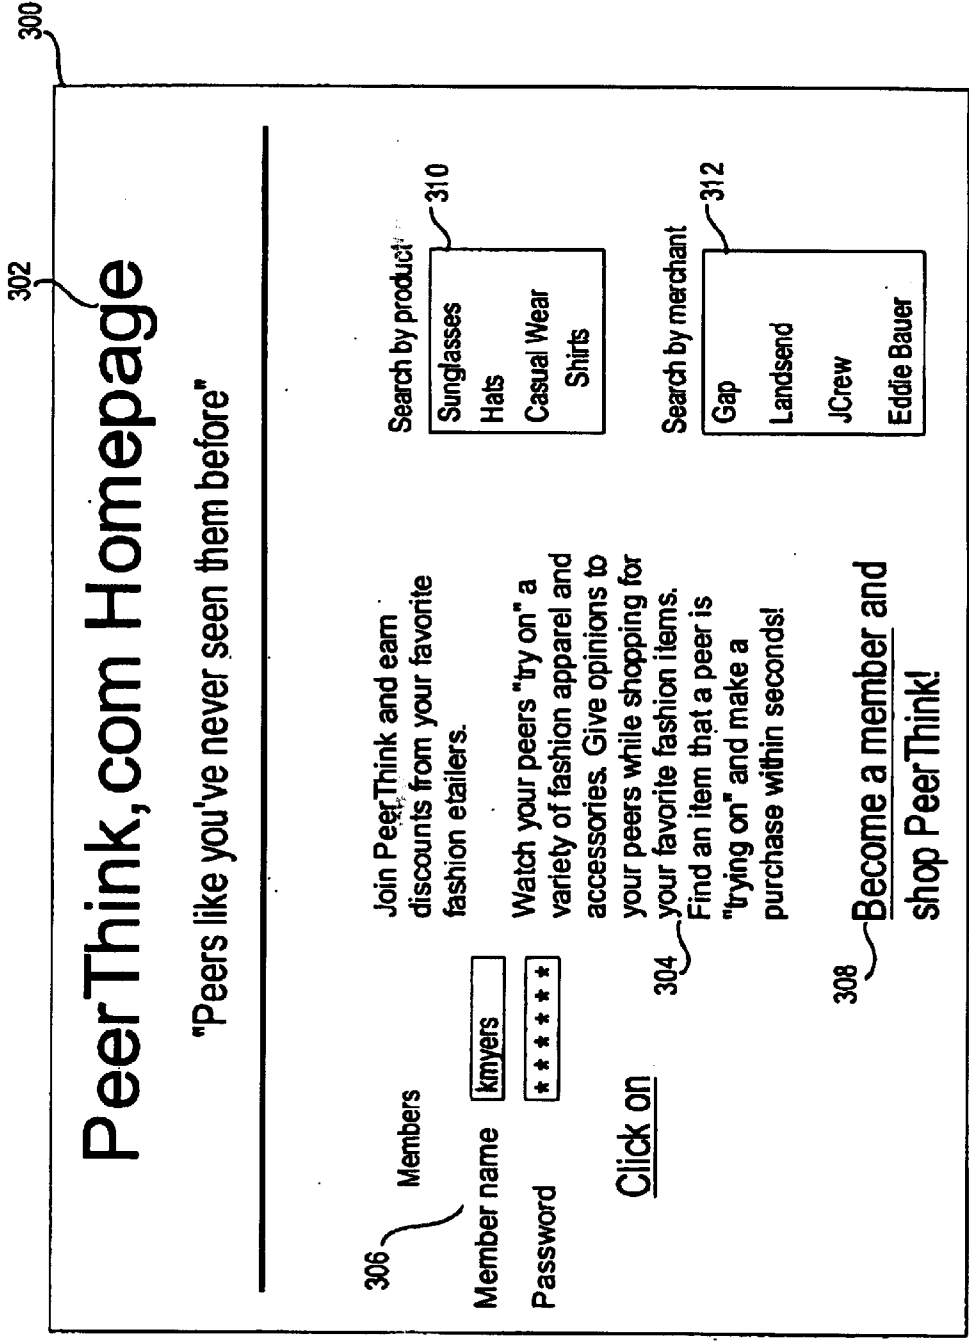 300
302
PeerThink,com Homepage
"Peers like you've never seen them before"
306
Members
Member name
kmyers
Password
* * * * * *
Click on
Join PeerThink and earn
discounts from your favorite
fashion etailers.
Watch your peers "try on" a
variety of fashion apparel and
accessories. Give opinions to
your peers while shopping for
your favorite fashion items.
304
Find an item that a peer is
"trying on" and make a
purchase within seconds!
308
Become a member and
shop PeerThink!
Search by product
310
Sunglasses
Hats
Casual Wear
Shirts
Search by merchant
312
Gap
Landsend
JCrew
Eddie Bauer